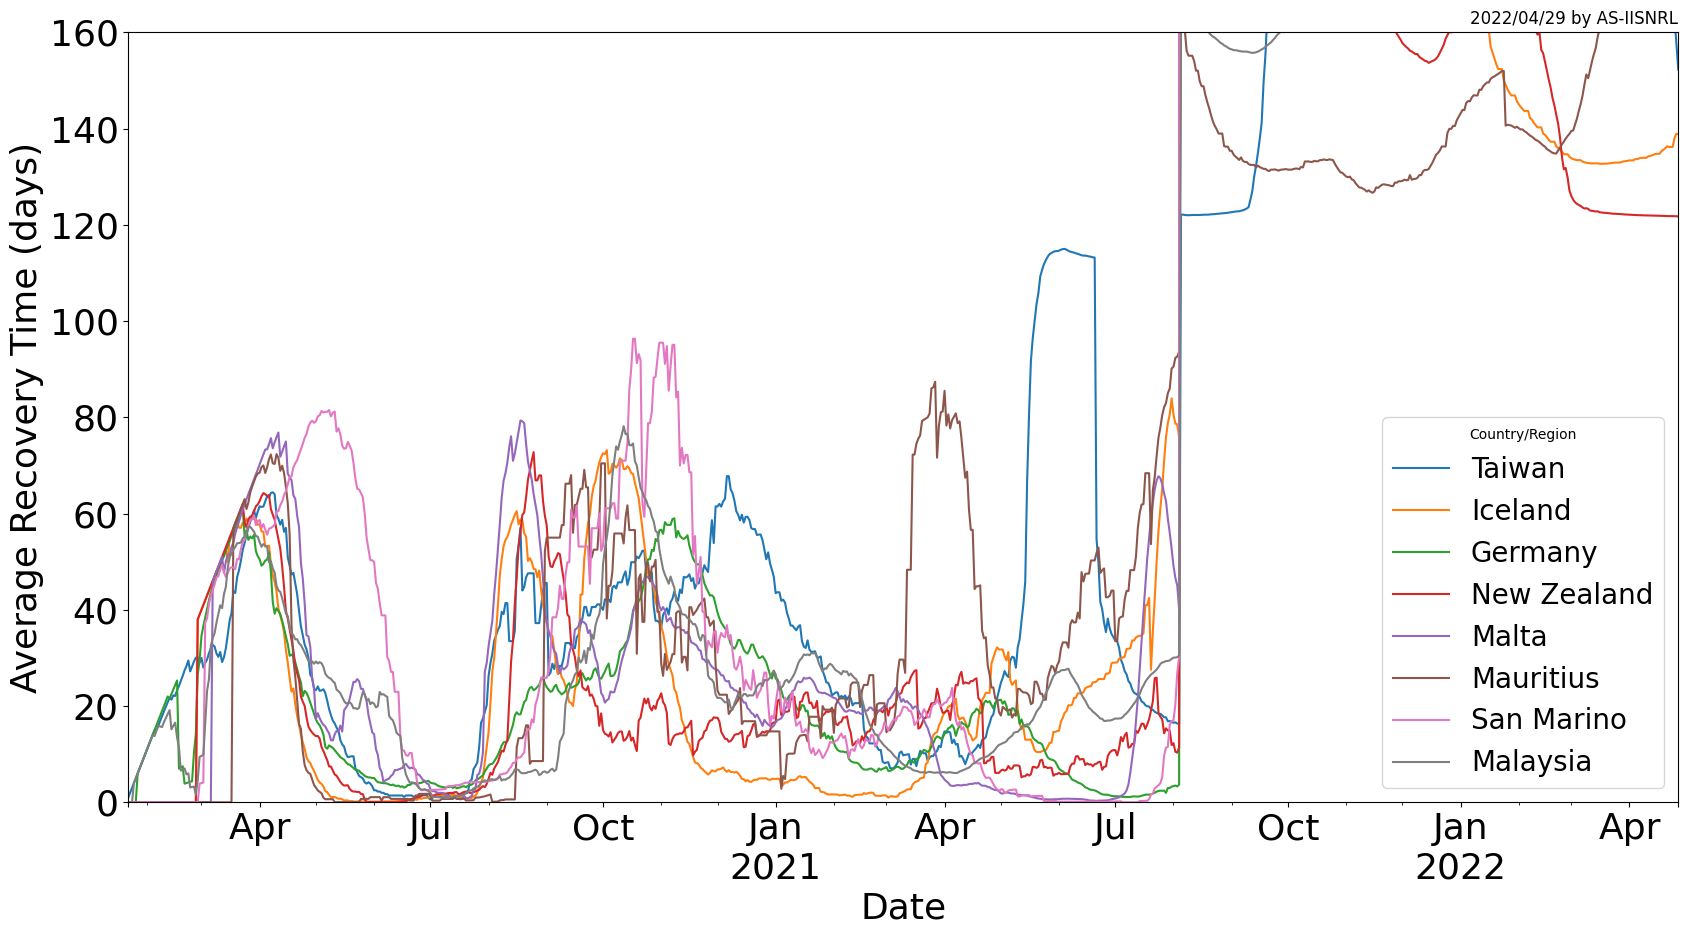 2022/04/29 by AS-IISNRL
160
140
120
100
80
60
40
20
0
Average Recovery Time (days)
Country/Region
Taiwan
Iceland
Germany
New Zealand
Malta
Mauritius
San Marino
Malaysia
Apr Jul Oct Jan Apr Jul Oct Jan Apr
2021 2022
Date